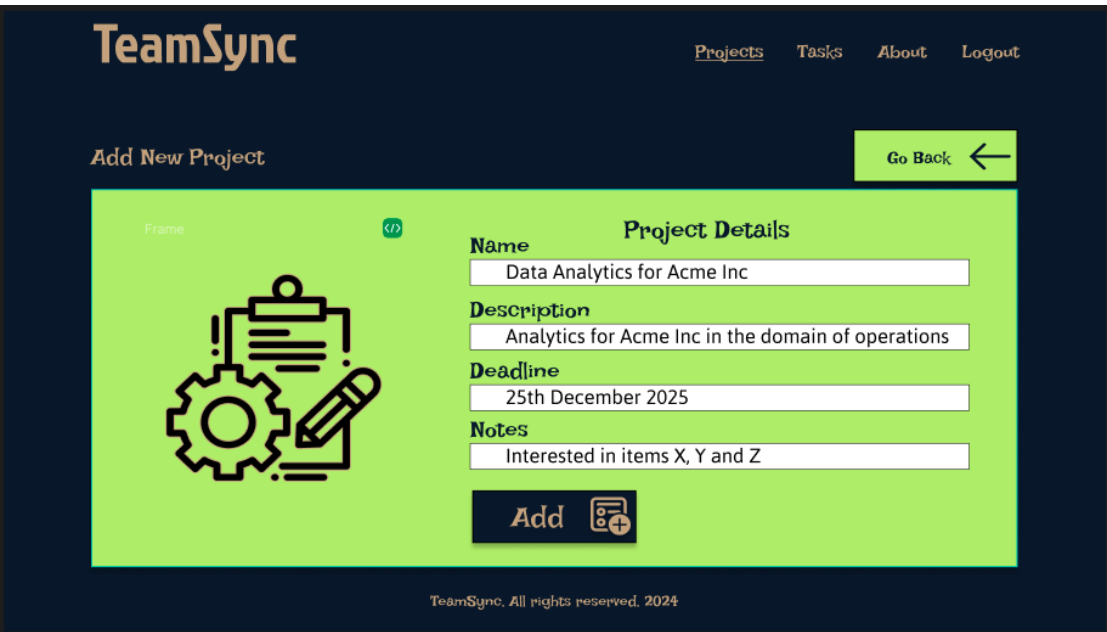 TeamSync
Projects Tasks About Logout
Add New Project
Go Back
Frame
</>
Project Details
Name
Data Analytics for Acme Inc
Description
Analytics for Acme Inc in the domain of operations
Deadline
25th December 2025
Notes
Interested in items X, Y and Z
Add
TeamSync, All rights reserved, 2024